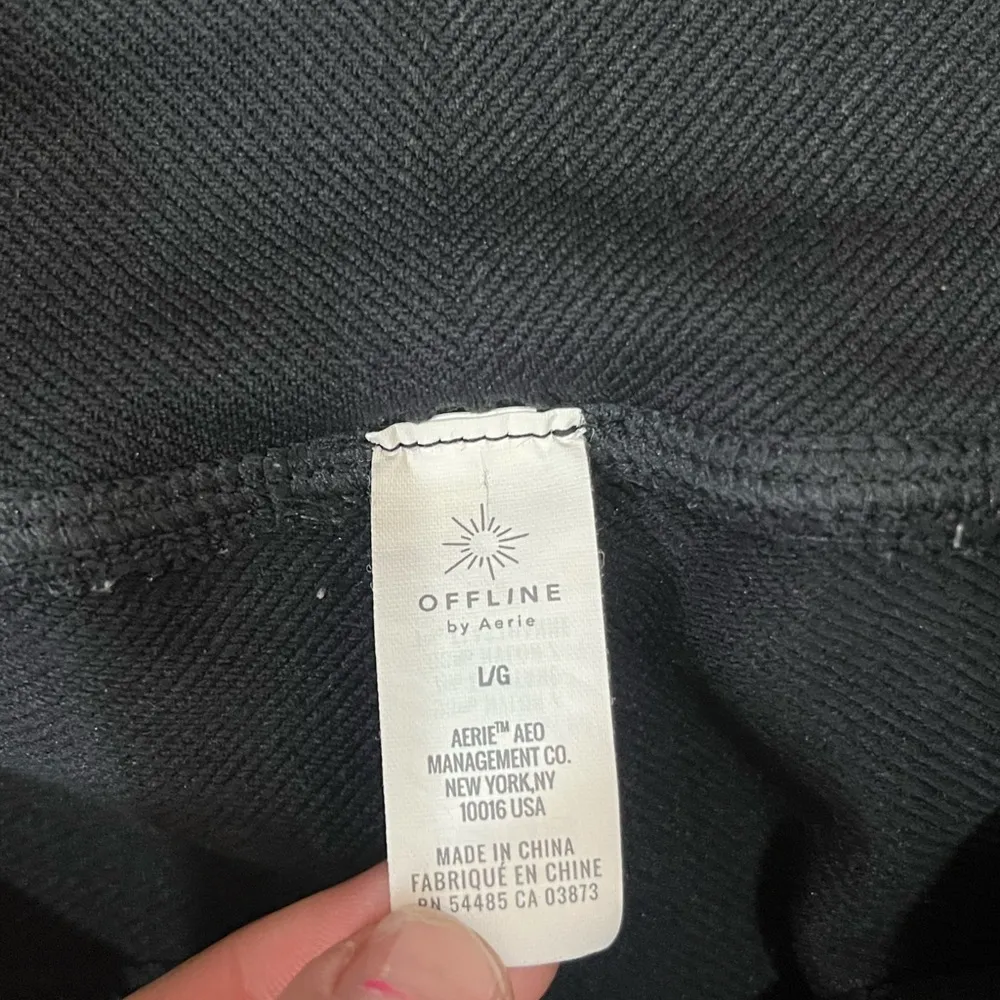 OFFLINE
by Aerie
L/G
AERIE™ AEO
MANAGEMENT CO.
NEW YORK,NY
10016 USA
MADE IN CHINA
FABRIQUÉ EN CHINE
RN 54485 CA 03873